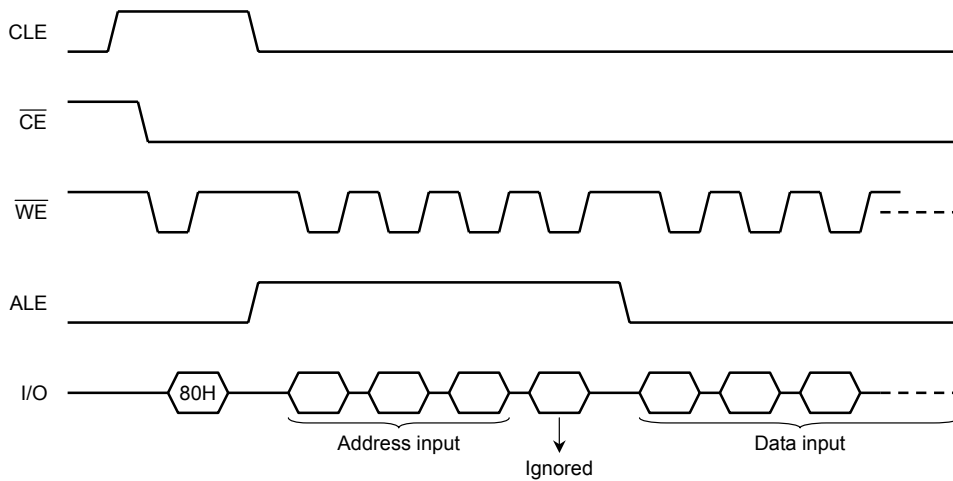 CLE
CE
WE
ALE
I/O
80H
Address input
Ignored
Data input